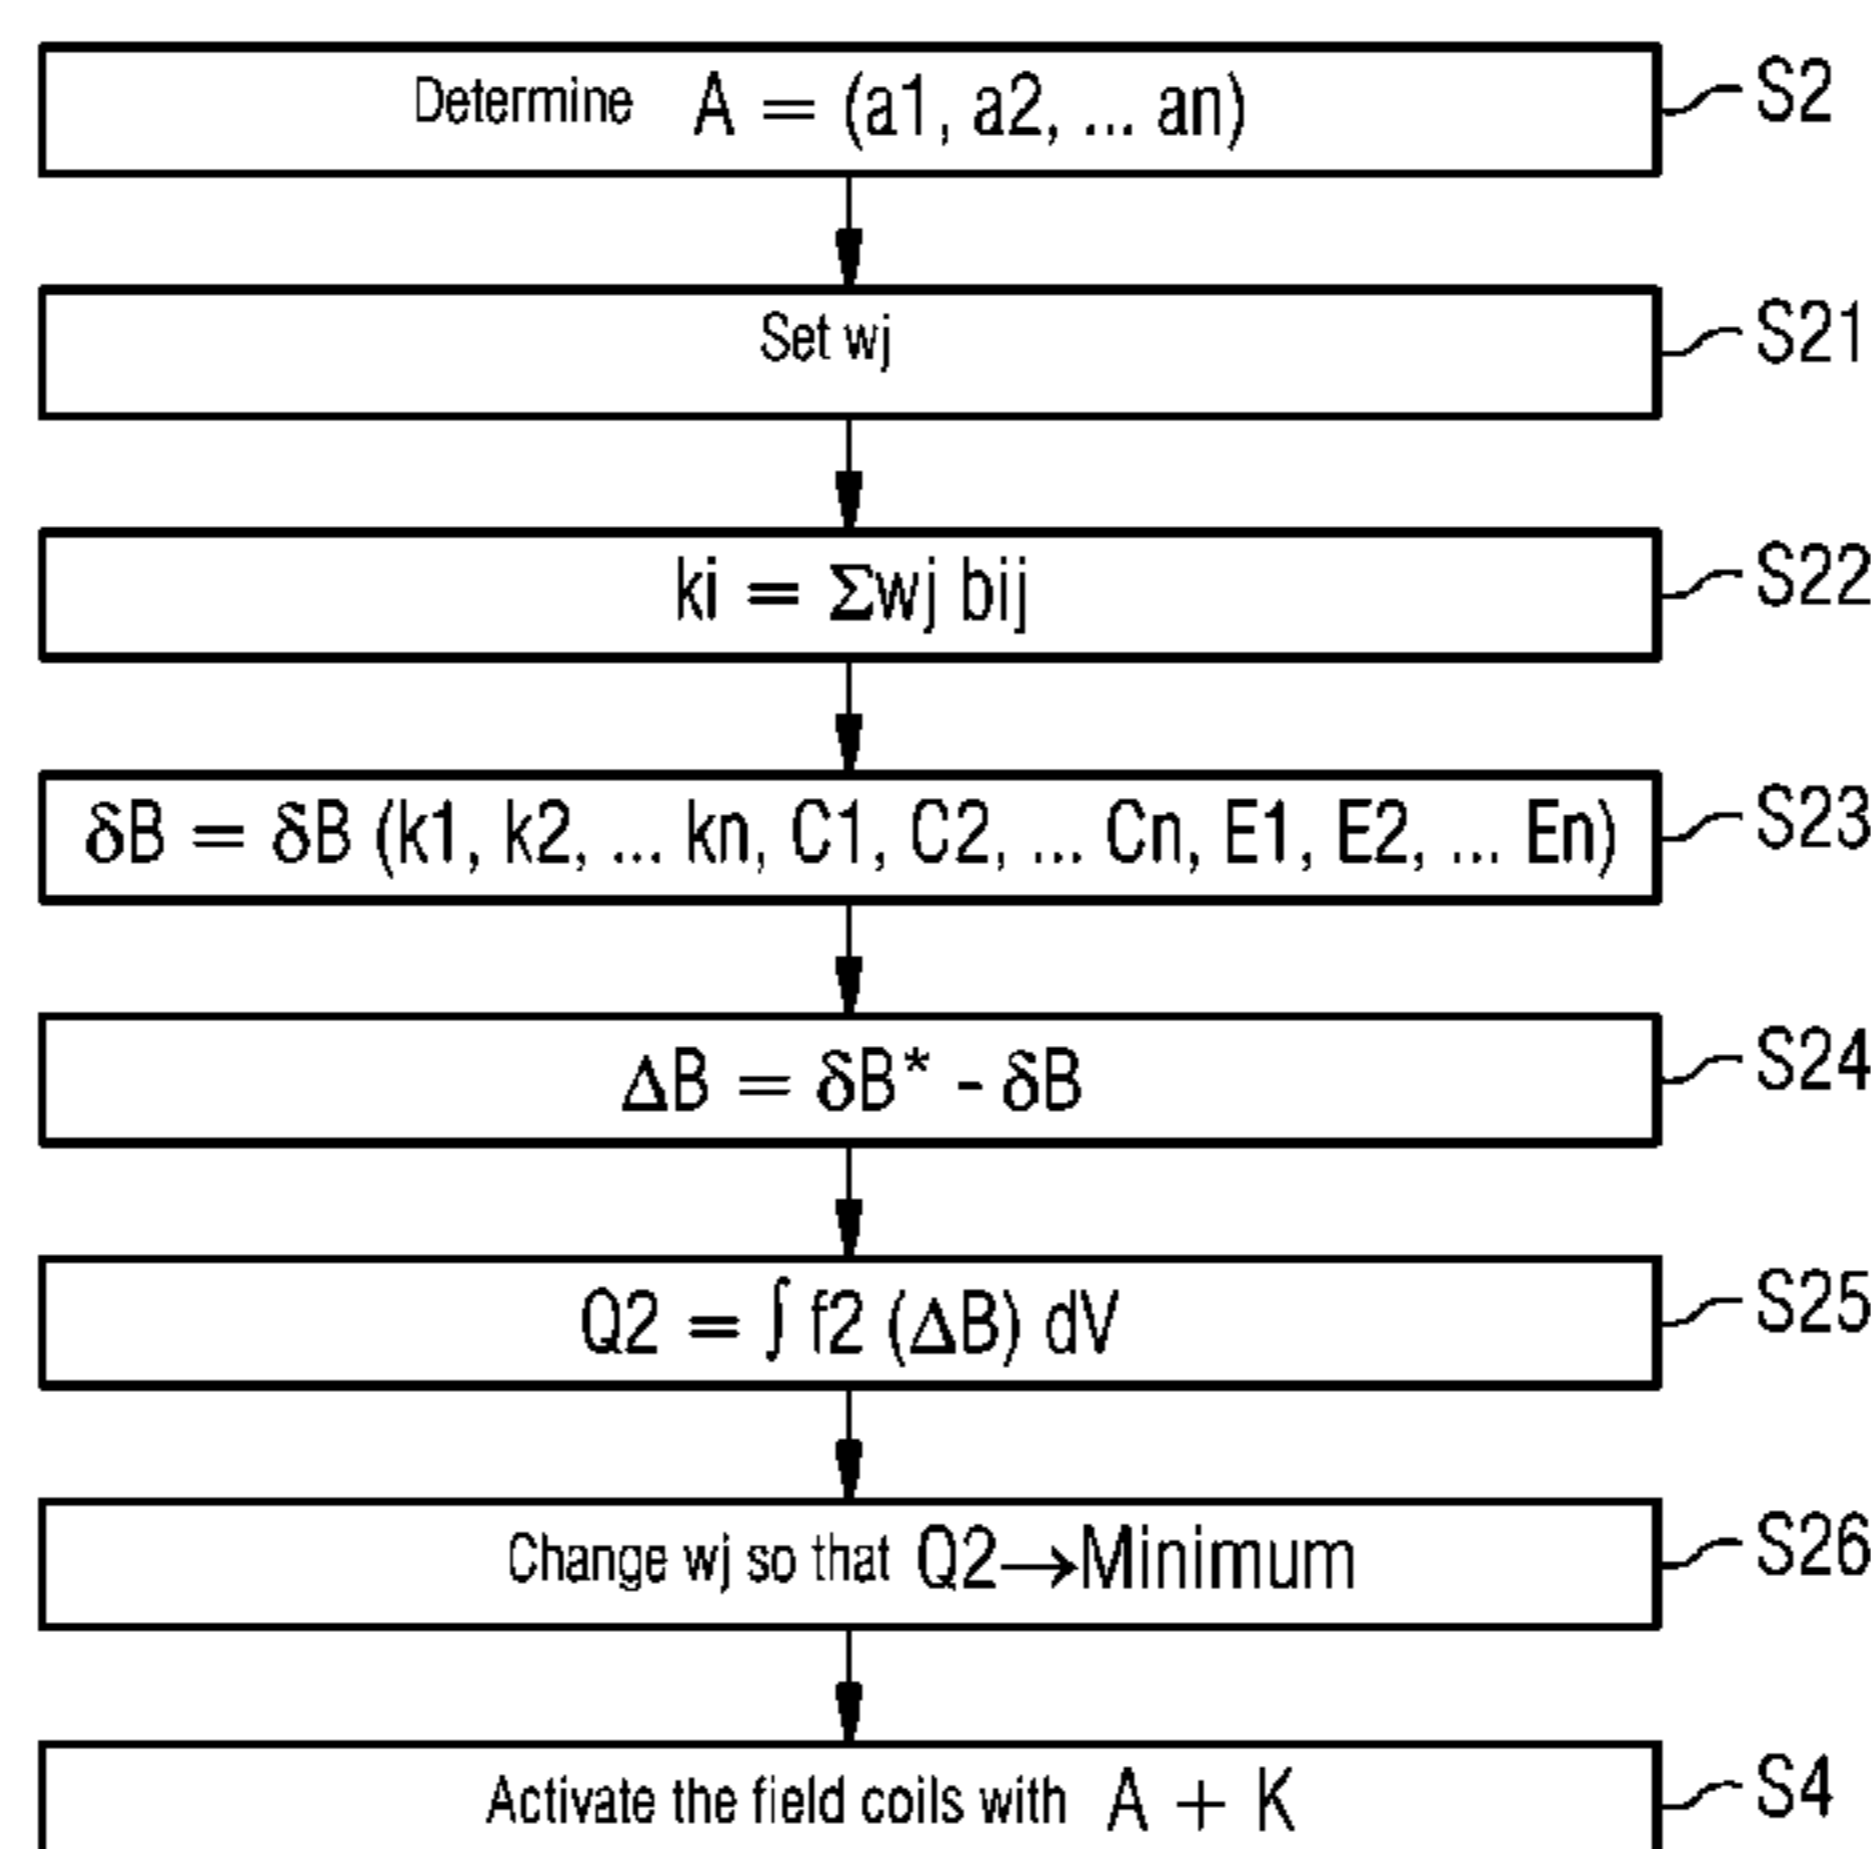 Determine A = (a1, a2, ... an) S2
Set wj S21
ki = Σwj bij S22
δB = δB (k1, k2, ... kn, C1, C2, ... Cn, E1, E2, ... En) S23
ΔB = δB* - δB S24
Q2 = ∫ f2 (ΔB) dV S25
Change wj so that Q2→Minimum S26
Activate the field coils with A + K S4